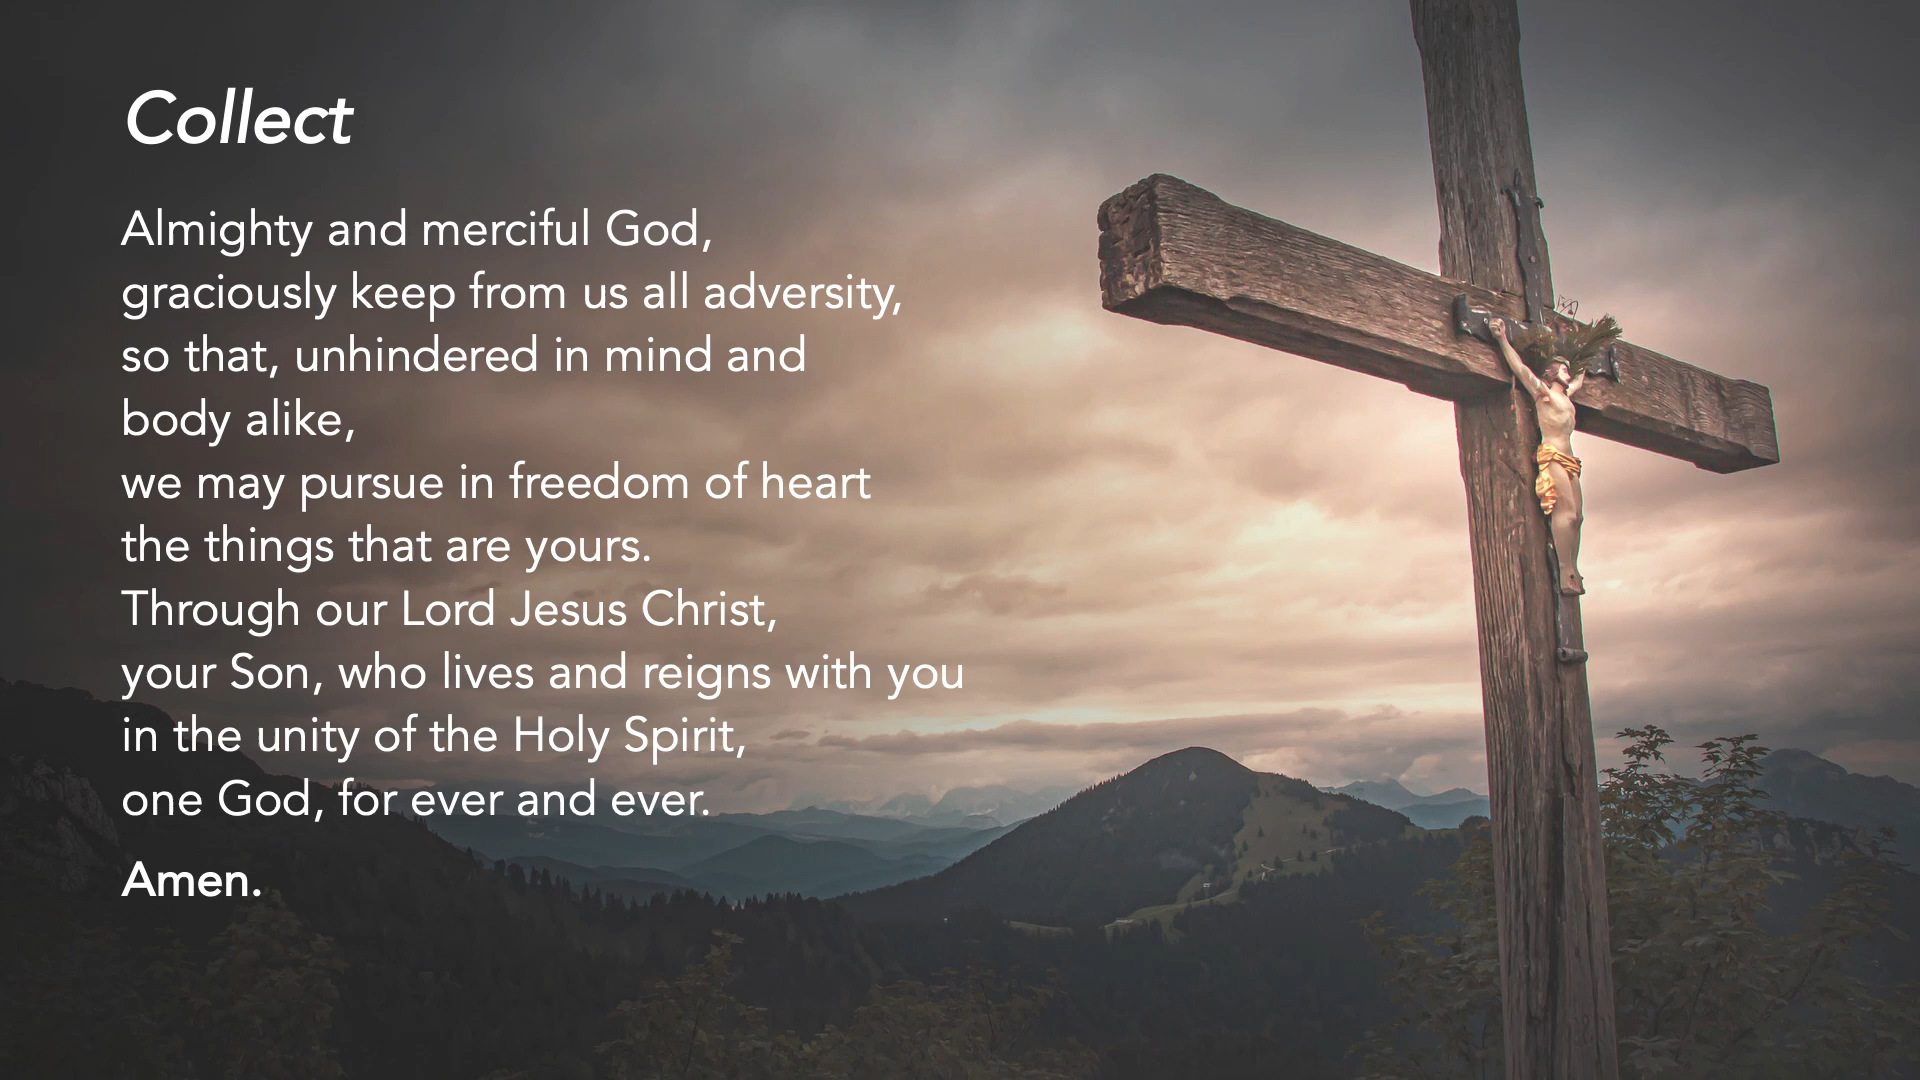 Collect
Almighty and merciful God,
graciously keep from us all adversity,
so that, unhindered in mind and
body alike,
we may pursue in freedom of heart
the things that are yours.
Through our Lord Jesus Christ,
your Son, who lives and reigns with you
in the unity of the Holy Spirit,
one God, for ever and ever.
Amen.